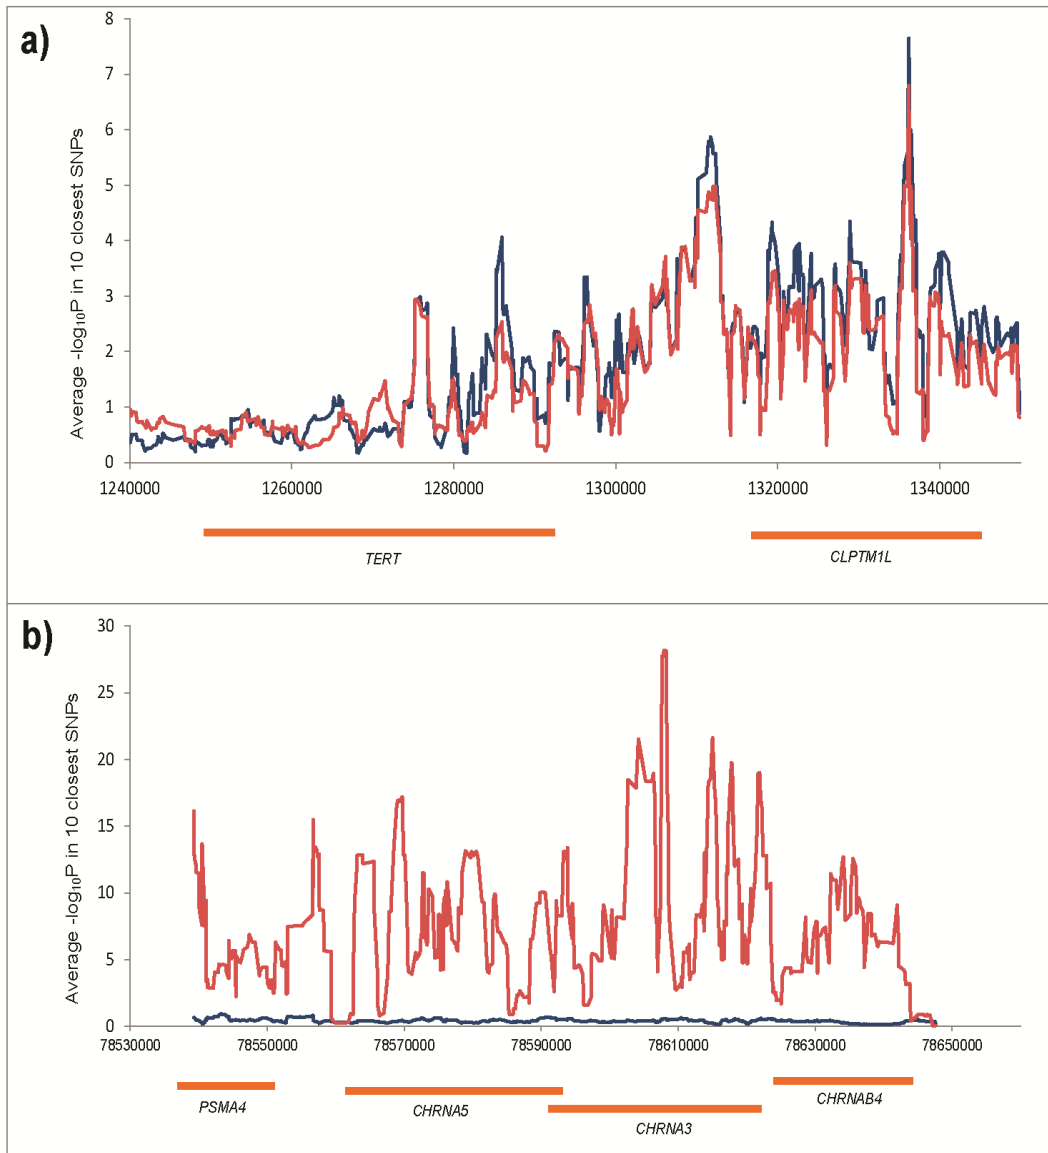 a)
Average -log₁₀P in 10 closest SNPs
8
7
6
5
4
3
2
1
0
1240000 1260000 1280000 1300000 1320000 1340000
TERT CLPTM1L
b)
Average -log₁₀P in 10 closest SNPs
30
25
20
15
10
5
0
78530000 78550000 78570000 78590000 78610000 78630000 78650000
PSMA4 CHRNA5 CHRNA3 CHRNAB4